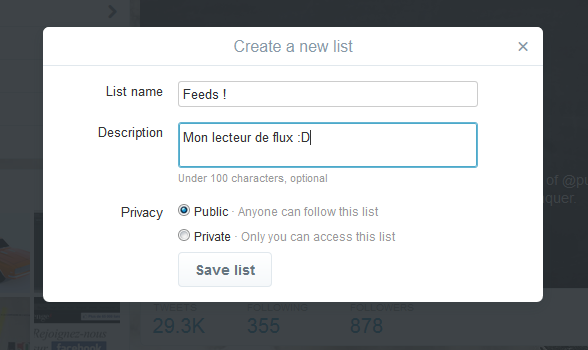 Create a new list ×
List name
Feeds !
Description
Mon lecteur de flux :D
Under 100 characters, optional
Privacy
Public · Anyone can follow this list
Private · Only you can access this list
Save list
of @pu
quer.
TWEETS FOLLOWING FOLLOWERS
29.3K 355 878
Rejoignez-nous
facebook